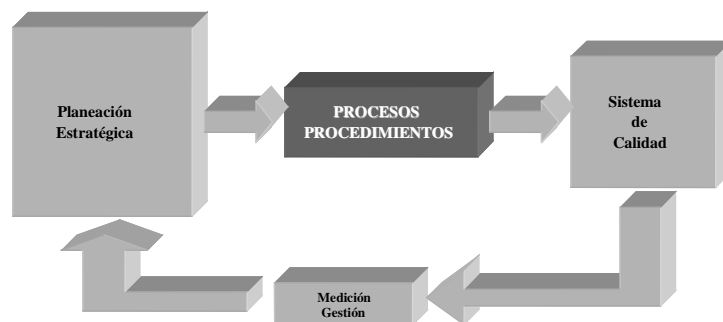 Planeación
Estratégica
PROCESOS
PROCEDIMIENTOS
Sistema
de
Calidad
Medición
Gestión